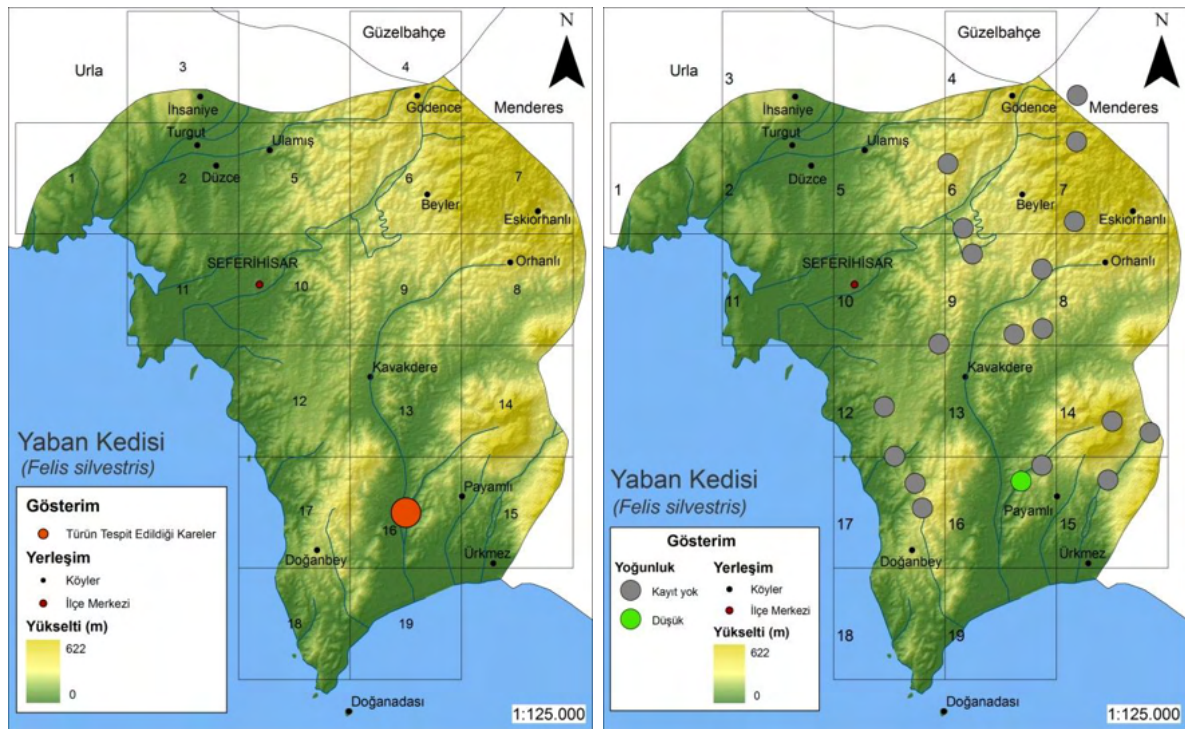 Güzelbahçe
N
Urla
3
4
İhsaniye
Gödence
Menderes
Turgut
Ulamış
1
2
Düzce
5
6
7
Beyler
Eskiorhanlı
SEFERİHİSAR
Orhanlı
11
10
9
8
Kavakdere
12
13
14
Yaban Kedisi
(Felis silvestris)
Gösterim
Türün Tespit Edildiği Kareler
Yerleşim
Köyler
İlçe Merkezi
Yükselti (m)
622
0
17
16
Payamlı
15
Doğanbey
Ürkmez
18
19
Doğanadası
1:125.000
Güzelbahçe
N
Urla
3
4
İhsaniye
Gödence
Menderes
Turgut
Ulamış
1
2
Düzce
5
6
7
Beyler
Eskiorhanlı
SEFERİHİSAR
Orhanlı
11
10
9
8
Kavakdere
12
13
14
Yaban Kedisi
(Felis silvestris)
Gösterim
Yoğunluk
Kayıt yok
Düşük
Yerleşim
Köyler
İlçe Merkezi
Yükselti (m)
622
0
17
16
Payamlı
15
Doğanbey
Ürkmez
18
19
Doğanadası
1:125.000